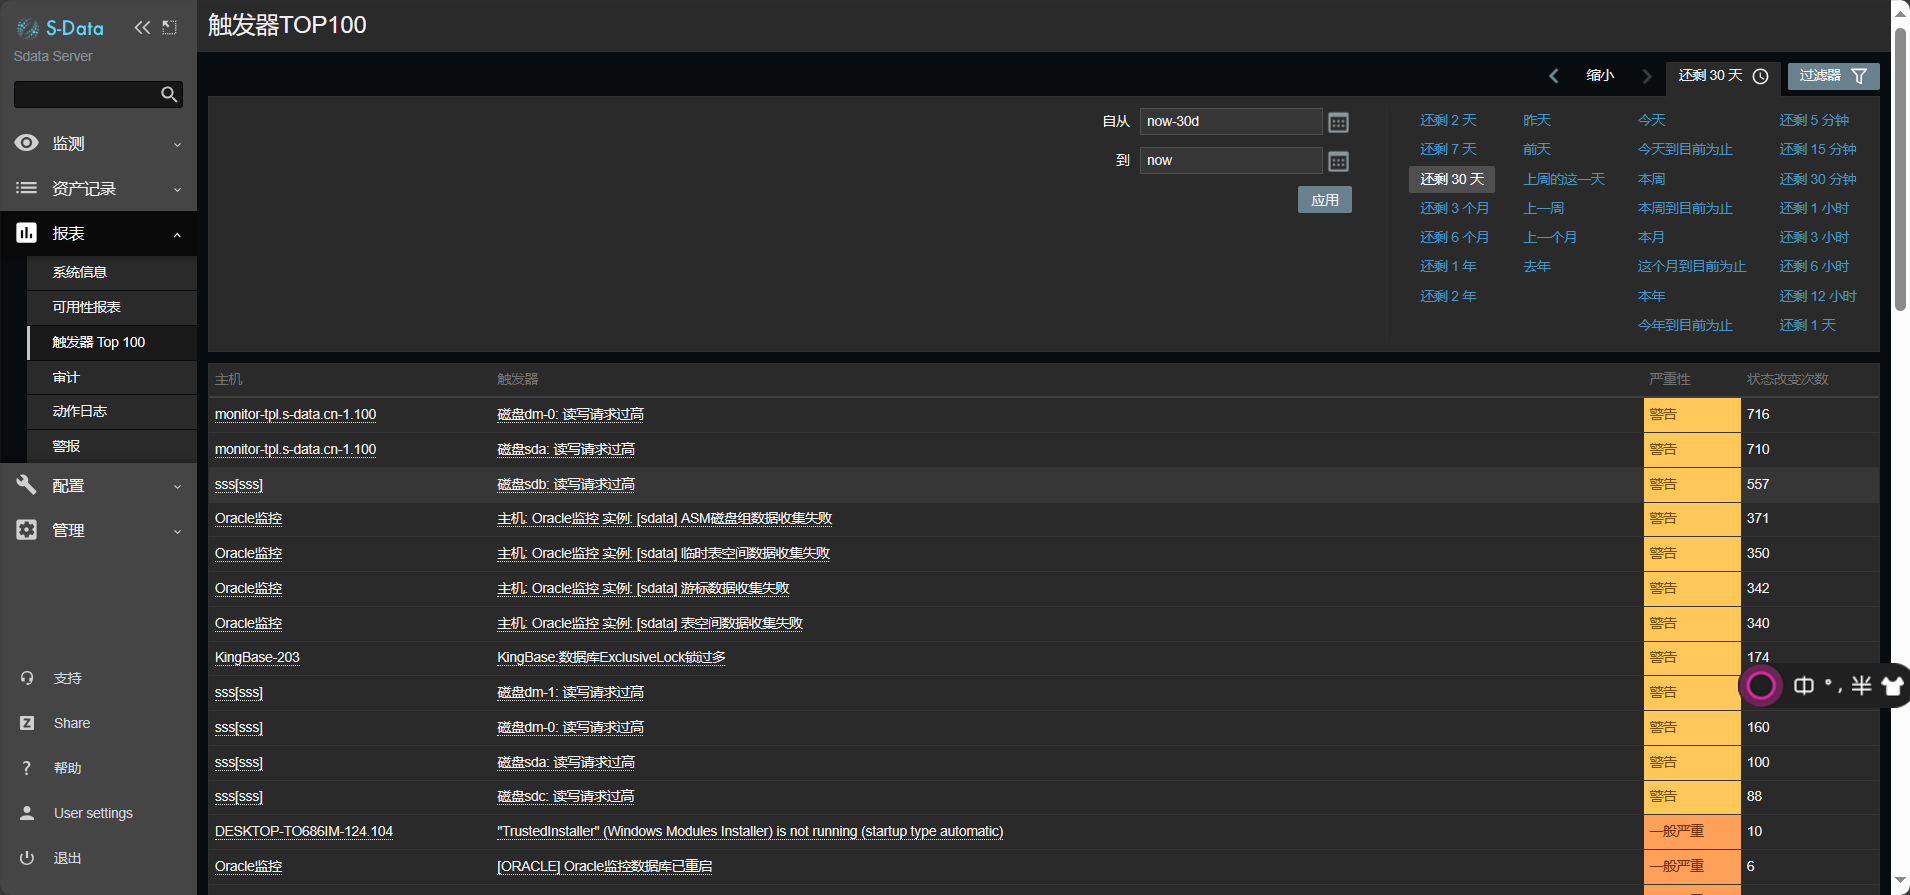 S-Data
Sdata Server
监测
资产记录
报表
系统信息
可用性报表
触发器 Top 100
审计
动作日志
警报
配置
管理
支持
Share
帮助
User settings
退出
触发器TOP100
缩小
还剩 30 天
过滤器
自从 now-30d
到 now
应用
还剩 2 天 昨天 今天 还剩 5 分钟
还剩 7 天 前天 今天到目前为止 还剩 15 分钟
还剩 30 天 上周的这一天 本周 还剩 30 分钟
还剩 3 个月 上一周 本周到目前为止 还剩 1 小时
还剩 6 个月 上一个月 本月 还剩 3 小时
还剩 1 年 去年 这个月到目前为止 还剩 6 小时
还剩 2 年 本年 还剩 12 小时
今年到目前为止 还剩 1 天
主机 触发器 严重性 状态改变次数
monitor-tpl.s-data.cn-1.100 磁盘dm-0: 读写请求过高 警告 716
monitor-tpl.s-data.cn-1.100 磁盘sda: 读写请求过高 警告 710
sss[sss] 磁盘sdb: 读写请求过高 警告 557
Oracle监控 主机: Oracle监控 实例: [sdata] ASM磁盘组数据收集失败 警告 371
Oracle监控 主机: Oracle监控 实例: [sdata] 临时表空间数据收集失败 警告 350
Oracle监控 主机: Oracle监控 实例: [sdata] 游标数据收集失败 警告 342
Oracle监控 主机: Oracle监控 实例: [sdata] 表空间数据收集失败 警告 340
KingBase-203 KingBase:数据库ExclusiveLock锁过多 警告 174
sss[sss] 磁盘dm-1: 读写请求过高 警告
中 °, 半
sss[sss] 磁盘dm-0: 读写请求过高 警告 160
sss[sss] 磁盘sda: 读写请求过高 警告 100
sss[sss] 磁盘sdc: 读写请求过高 警告 88
DESKTOP-TO686IM-124.104 "TrustedInstaller" (Windows Modules Installer) is not running (startup type automatic) 一般严重 10
Oracle监控 [ORACLE] Oracle监控数据库已重启 一般严重 6